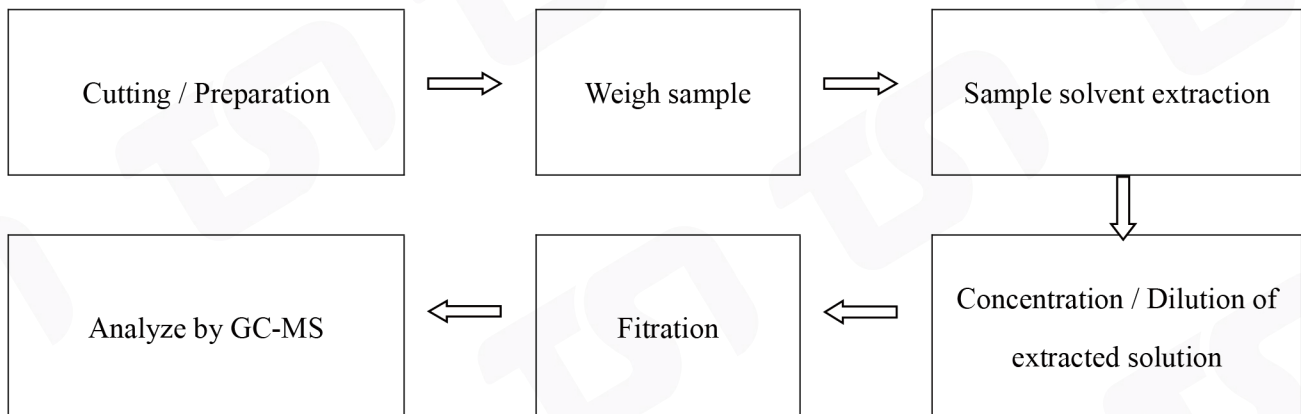 Cutting / Preparation
Weigh sample
Sample solvent extraction
Concentration / Dilution of
extracted solution
Fitration
Analyze by GC-MS